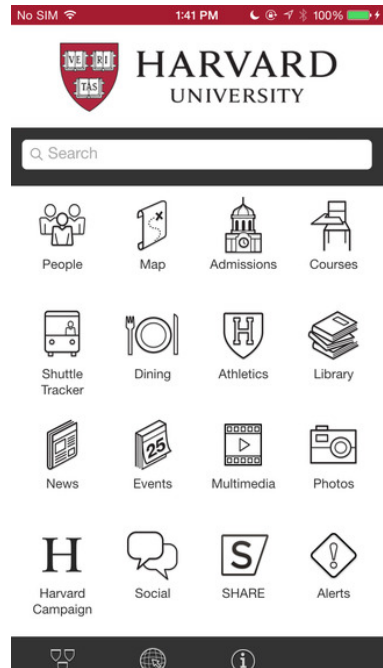 No SIM 1:41 PM 100%
VE RI
TAS
HARVARD
UNIVERSITY
Search
People Map Admissions Courses
Shuttle Dining Athletics Library
Tracker
News Events Multimedia Photos
25
H
H S
Harvard Social SHARE Alerts
Campaign